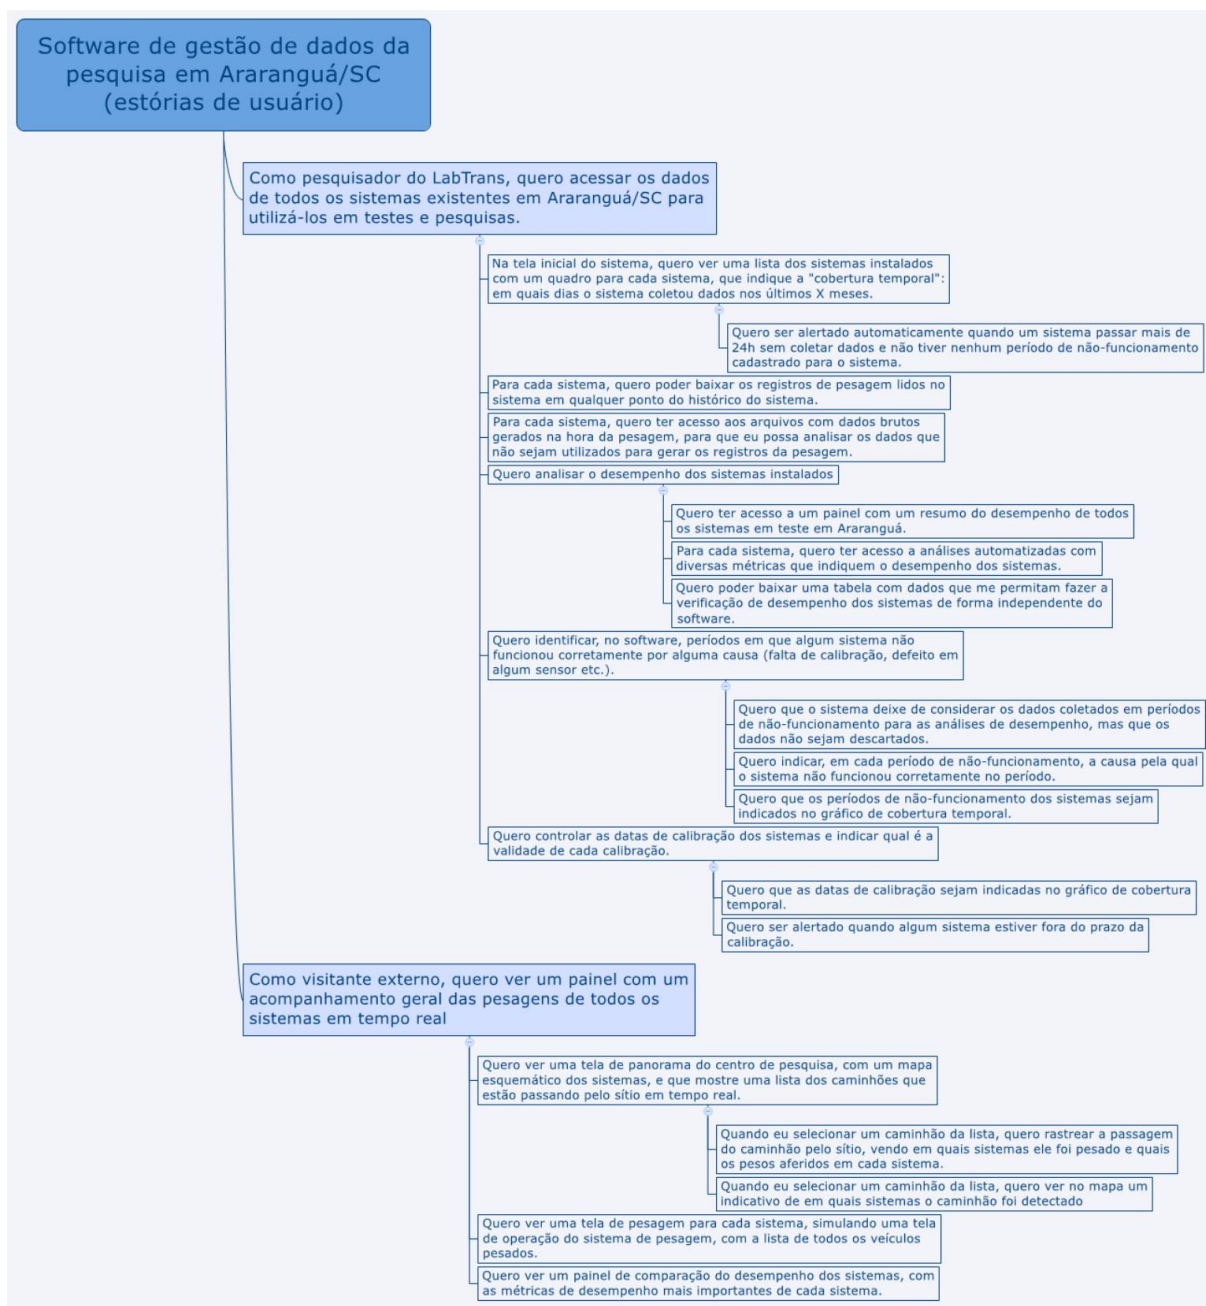 Software de gestão de dados da
pesquisa em Araranguá/SC
(estórias de usuário)
Como pesquisador do LabTrans, quero acessar os dados
de todos os sistemas existentes em Araranguá/SC para
utilizá-los em testes e pesquisas.
Na tela inicial do sistema, quero ver uma lista dos sistemas instalados
com um quadro para cada sistema, que indique a "cobertura temporal":
em quais dias o sistema coletou dados nos últimos X meses.
Quero ser alertado automaticamente quando um sistema passar mais de
24h sem coletar dados e não tiver nenhum período de não-funcionamento
cadastrado para o sistema.
Para cada sistema, quero poder baixar os registros de pesagem lidos no
sistema em qualquer ponto do histórico do sistema.
Para cada sistema, quero ter acesso aos arquivos com dados brutos
gerados na hora da pesagem, para que eu possa analisar os dados que
não sejam utilizados para gerar os registros da pesagem.
Quero analisar o desempenho dos sistemas instalados
Quero ter acesso a um painel com um resumo do desempenho de todos
os sistemas em teste em Araranguá.
Para cada sistema, quero ter acesso a análises automatizadas com
diversas métricas que indiquem o desempenho dos sistemas.
Quero poder baixar uma tabela com dados que me permitam fazer a
verificação de desempenho dos sistemas de forma independente do
software.
Quero identificar, no software, períodos em que algum sistema não
funcionou corretamente por alguma causa (falta de calibração, defeito em
algum sensor etc.).
Quero que o sistema deixe de considerar os dados coletados em períodos
de não-funcionamento para as análises de desempenho, mas que os
dados não sejam descartados.
Quero indicar, em cada período de não-funcionamento, a causa pela qual
o sistema não funcionou corretamente no período.
Quero que os períodos de não-funcionamento dos sistemas sejam
indicados no gráfico de cobertura temporal.
Quero controlar as datas de calibração dos sistemas e indicar qual é a
validade de cada calibração.
Quero que as datas de calibração sejam indicadas no gráfico de cobertura
temporal.
Quero ser alertado quando algum sistema estiver fora do prazo da
calibração.
Como visitante externo, quero ver um painel com um
acompanhamento geral das pesagens de todos os
sistemas em tempo real
Quero ver uma tela de panorama do centro de pesquisa, com um mapa
esquemático dos sistemas, e que mostre uma lista dos caminhões que
estão passando pelo sítio em tempo real.
Quando eu selecionar um caminhão da lista, quero rastrear a passagem
do caminhão pelo sítio, vendo em quais sistemas ele foi pesado e quais
os pesos aferidos em cada sistema.
Quando eu selecionar um caminhão da lista, quero ver no mapa um
indicativo de em quais sistemas o caminhão foi detectado
Quero ver uma tela de pesagem para cada sistema, simulando uma tela
de operação do sistema de pesagem, com a lista de todos os veículos
pesados.
Quero ver um painel de comparação do desempenho dos sistemas, com
as métricas de desempenho mais importantes de cada sistema.